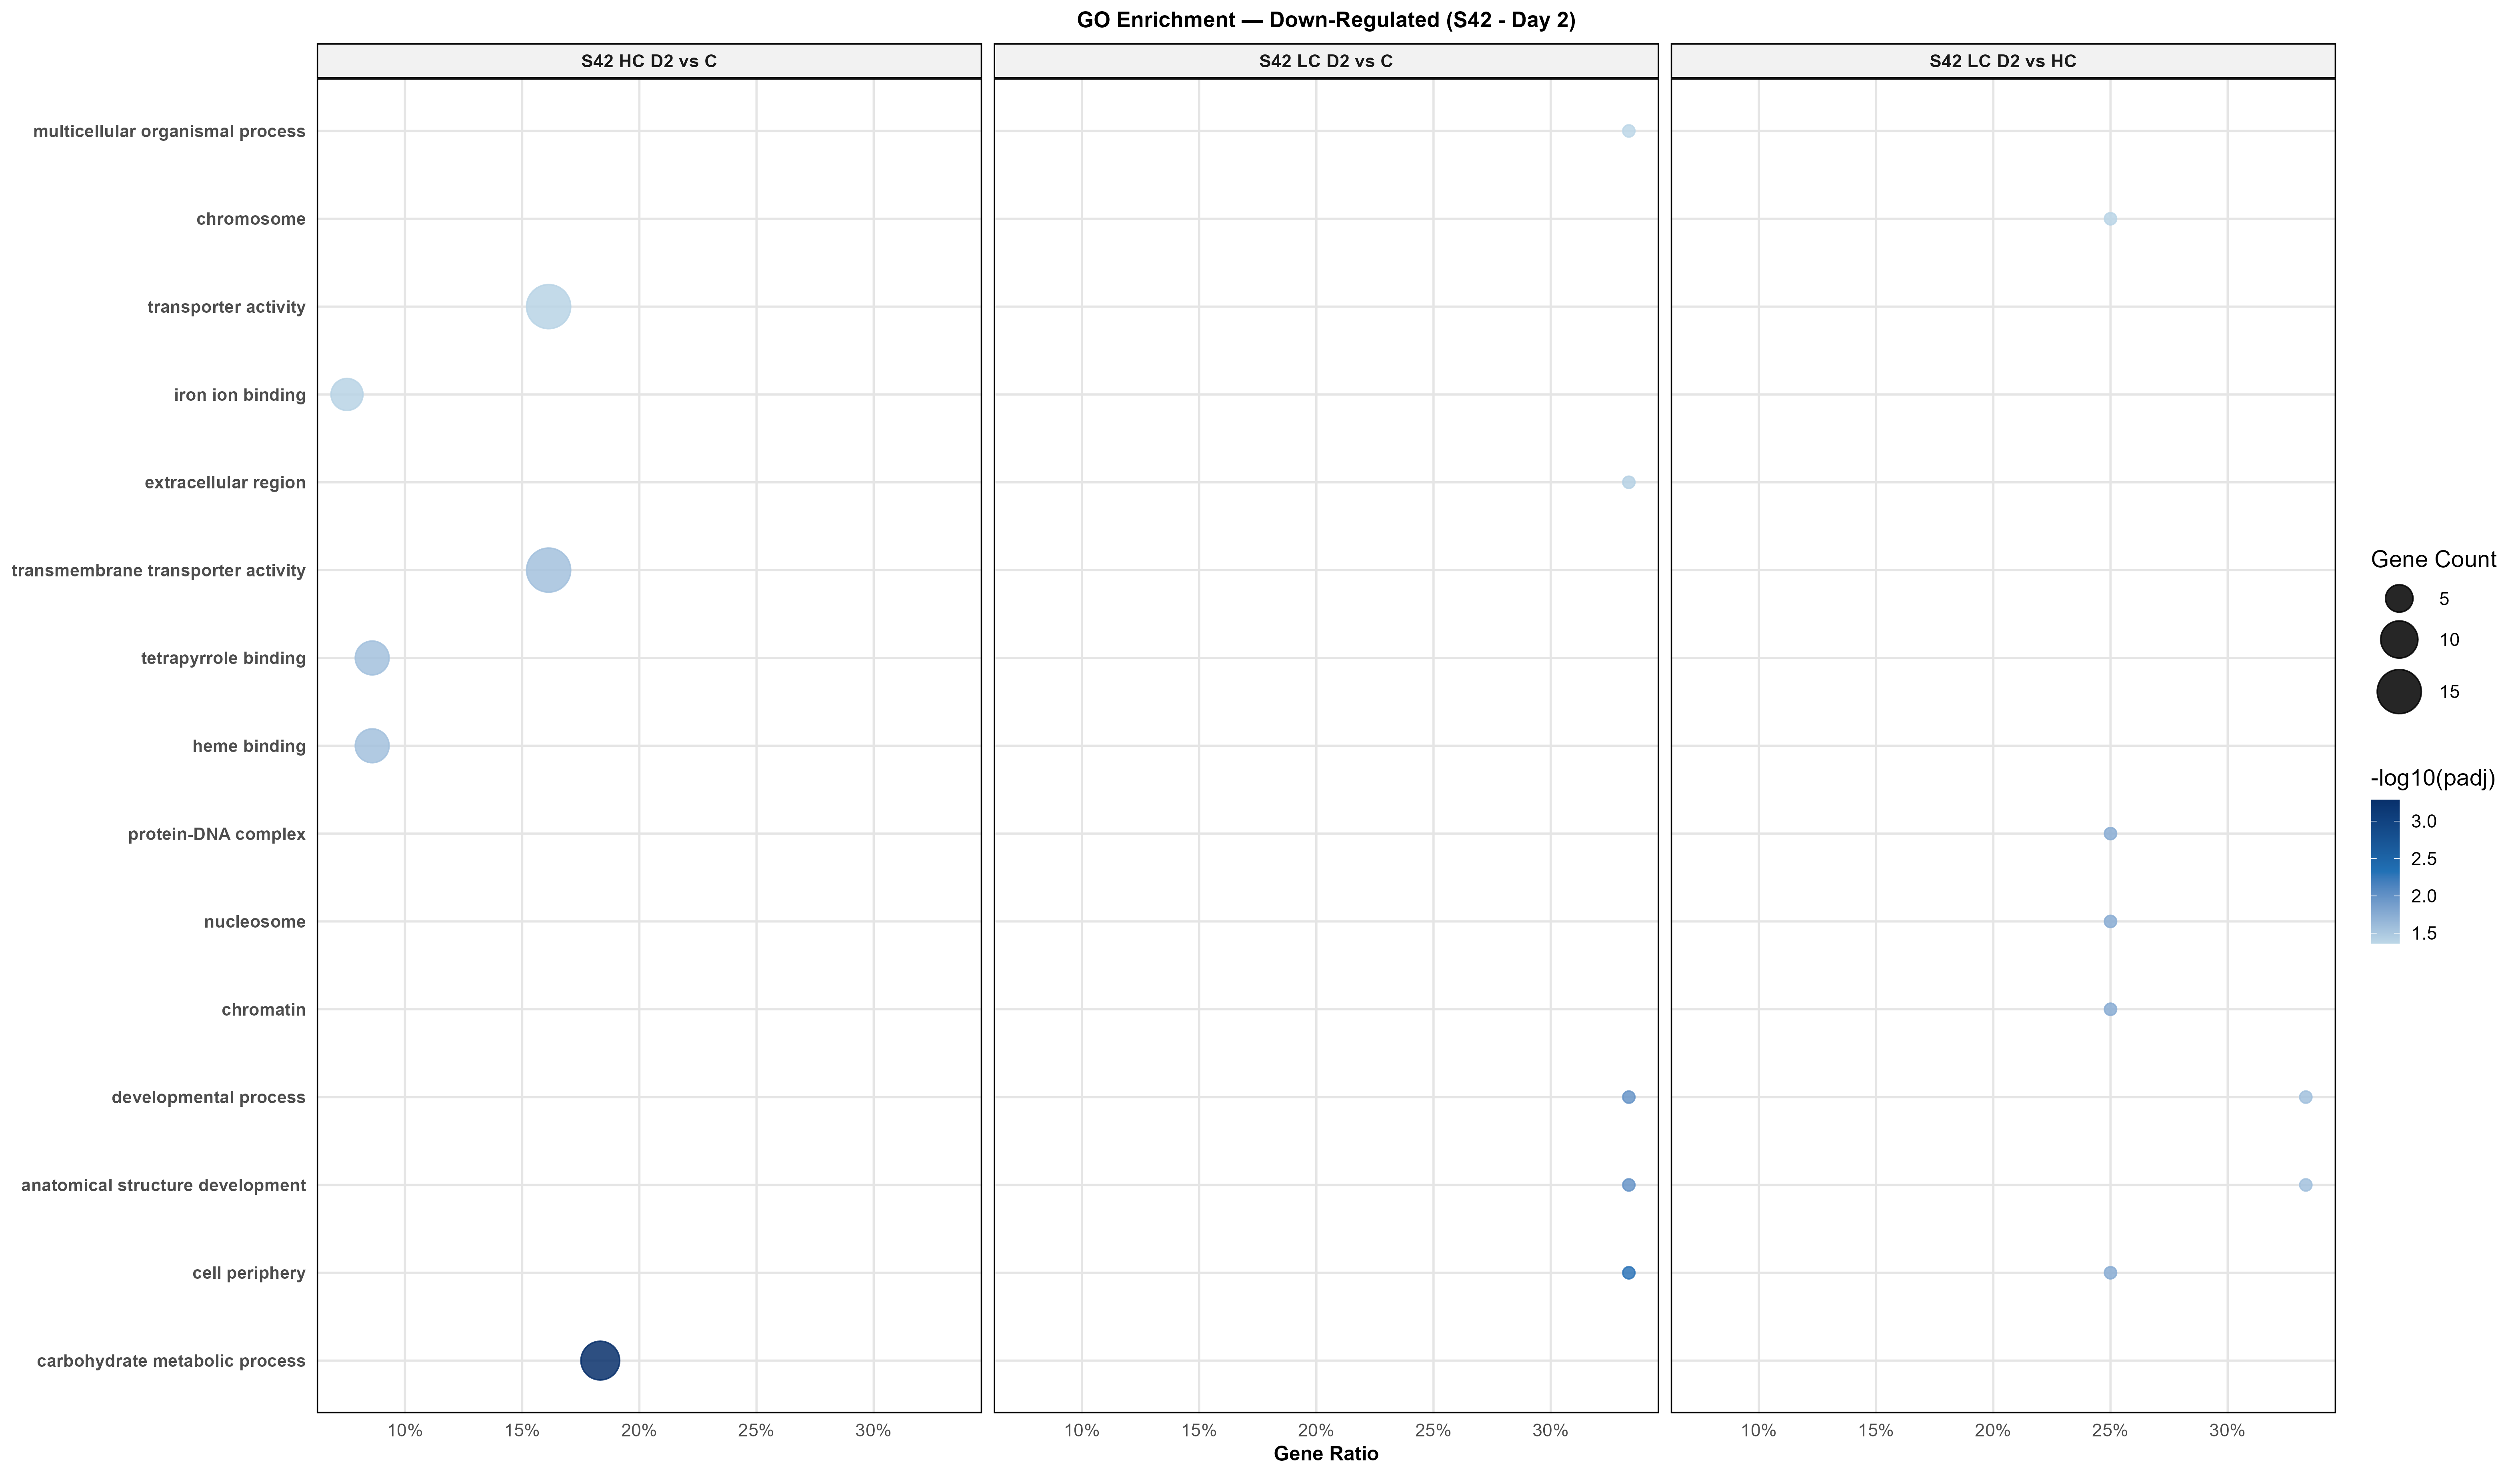 GO Enrichment — Down-Regulated (S42 - Day 2)
S42 HC D2 vs C
S42 LC D2 vs C
S42 LC D2 vs HC
multicellular organismal process
chromosome
transporter activity
iron ion binding
extracellular region
transmembrane transporter activity
tetrapyrrole binding
heme binding
protein-DNA complex
nucleosome
chromatin
developmental process
anatomical structure development
cell periphery
carbohydrate metabolic process
10% 15% 20% 25% 30%
10% 15% 20% 25% 30%
10% 15% 20% 25% 30%
Gene Ratio
Gene Count
5
10
15
-log10(padj)
3.0
2.5
2.0
1.5